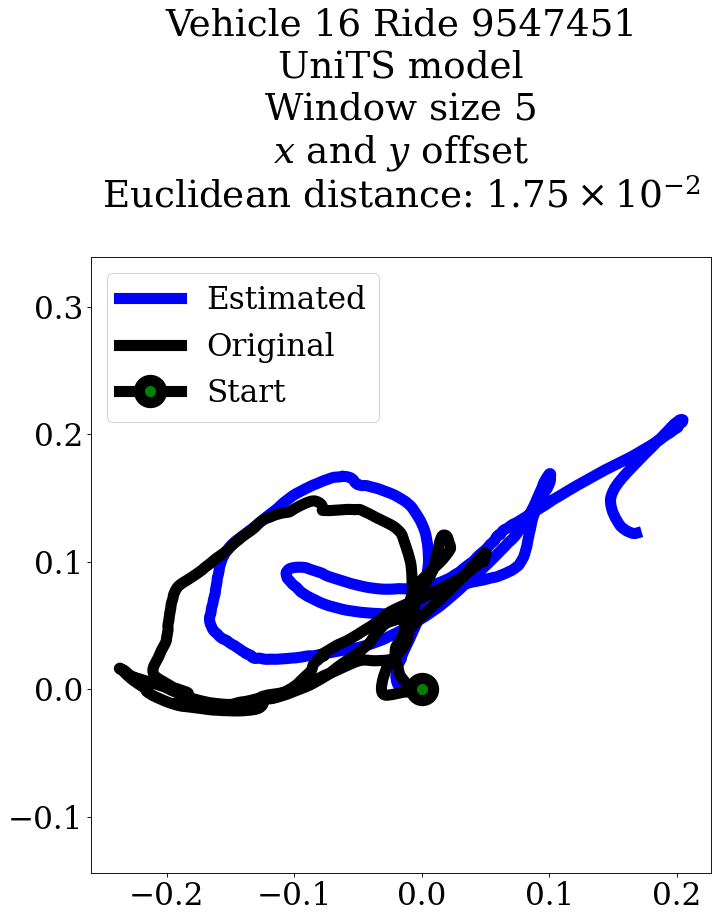 Vehicle 16 Ride 9547451
UniTS model
Window size 5
x and y offset
Euclidean distance: 1.75 × 10⁻²
Estimated
Original
Start
0.3
0.2
0.1
0.0
−0.1
−0.2 −0.1 0.0 0.1 0.2